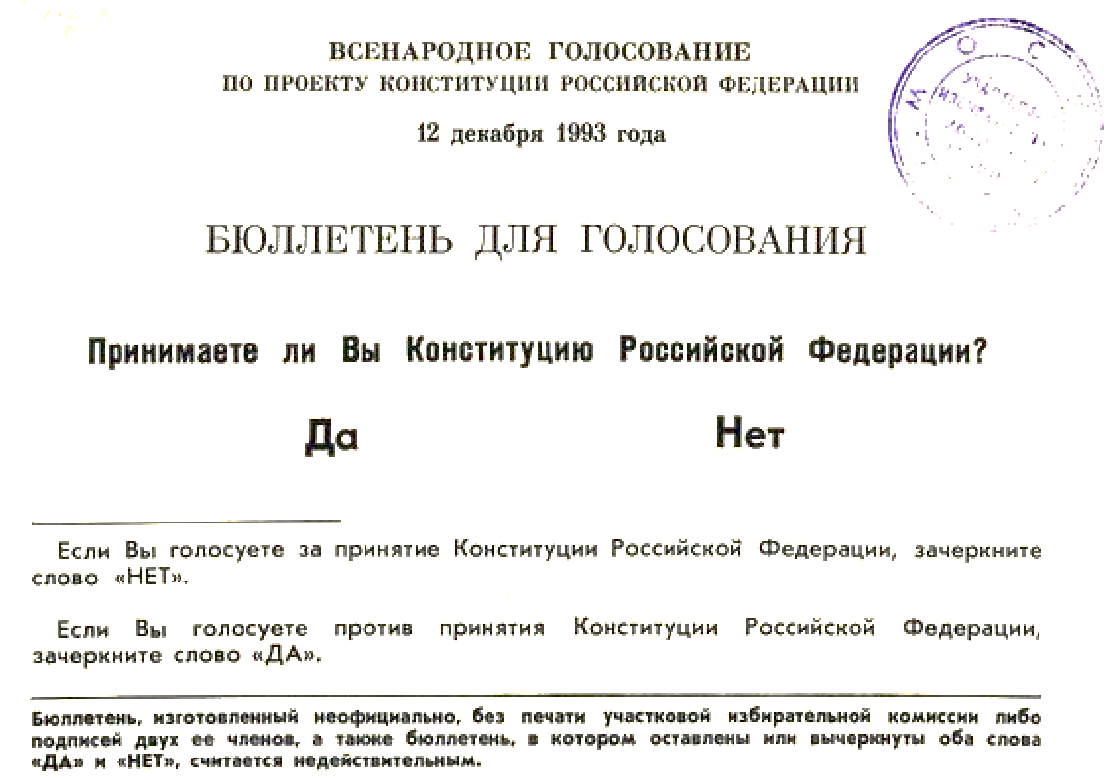 ВСЕНАРОДНОЕ ГОЛОСОВАНИЕ
ПО ПРОЕКТУ КОНСТИТУЦИИ РОССИЙСКОЙ ФЕДЕРАЦИИ
12 декабря 1993 года
БЮЛЛЕТЕНЬ ДЛЯ ГОЛОСОВАНИЯ
Принимаете ли Вы Конституцию Российской Федерации?
Да Нет
Если Вы голосуете за принятие Конституции Российской Федерации, зачеркните
слово «НЕТ».
Если Вы голосуете против принятия Конституции Российской Федерации,
зачеркните слово «ДА».
Бюллетень, изготовленный неофициально, без печати участковой избирательной комиссии либо
подписей двух ее членов, а также бюллетень, в котором оставлены или вычеркнуты оба слова
«ДА» и «НЕТ», считается недействительным.